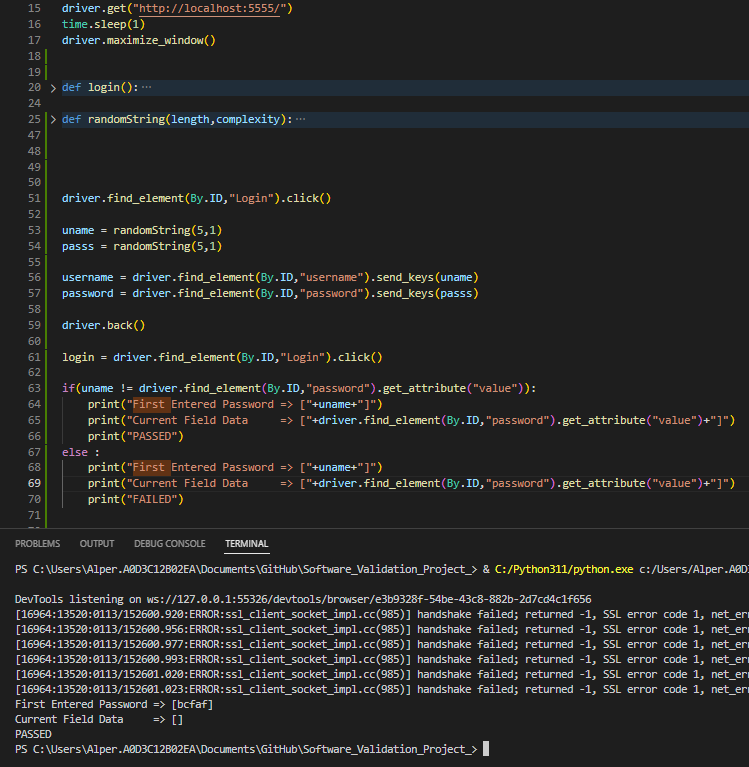 15 driver.get("http://localhost:5555/")
16 time.sleep(1)
17 driver.maximize_window()
18
19
20 > def login(): ···
24
25 > def randomString(length,complexity): ···
47
48
49
50
51 driver.find_element(By.ID,"Login").click()
52
53 uname = randomString(5,1)
54 passs = randomString(5,1)
55
56 username = driver.find_element(By.ID,"username").send_keys(uname)
57 password = driver.find_element(By.ID,"password").send_keys(passs)
58
59 driver.back()
60
61 login = driver.find_element(By.ID,"Login").click()
62
63 if(uname != driver.find_element(By.ID,"password").get_attribute("value")):
64 print("First Entered Password => ["+uname+"]")
65 print("Current Field Data     => ["+driver.find_element(By.ID,"password").get_attribute("value")+"]")
66 print("PASSED")
67 else :
68 print("First Entered Password => ["+uname+"]")
69 print("Current Field Data     => ["+driver.find_element(By.ID,"password").get_attribute("value")+"]")
70 print("FAILED")
71
PROBLEMS OUTPUT DEBUG CONSOLE TERMINAL
PS C:\Users\Alper.A0D3C12B02EA\Documents\GitHub\Software_Validation_Project_> & C:/Python311/python.exe c:/Users/Alper.A0D3
DevTools listening on ws://127.0.0.1:55326/devtools/browser/e3b9328f-54be-43c8-882b-2d7cd4c1f656
[16964:13520:0113/152600.920:ERROR:ssl_client_socket_impl.cc(985)] handshake failed; returned -1, SSL error code 1, net_err
[16964:13520:0113/152600.956:ERROR:ssl_client_socket_impl.cc(985)] handshake failed; returned -1, SSL error code 1, net_err
[16964:13520:0113/152600.977:ERROR:ssl_client_socket_impl.cc(985)] handshake failed; returned -1, SSL error code 1, net_err
[16964:13520:0113/152600.993:ERROR:ssl_client_socket_impl.cc(985)] handshake failed; returned -1, SSL error code 1, net_err
[16964:13520:0113/152601.020:ERROR:ssl_client_socket_impl.cc(985)] handshake failed; returned -1, SSL error code 1, net_err
[16964:13520:0113/152601.023:ERROR:ssl_client_socket_impl.cc(985)] handshake failed; returned -1, SSL error code 1, net_err
First Entered Password => [bcfaf]
Current Field Data     => []
PASSED
PS C:\Users\Alper.A0D3C12B02EA\Documents\GitHub\Software_Validation_Project_>